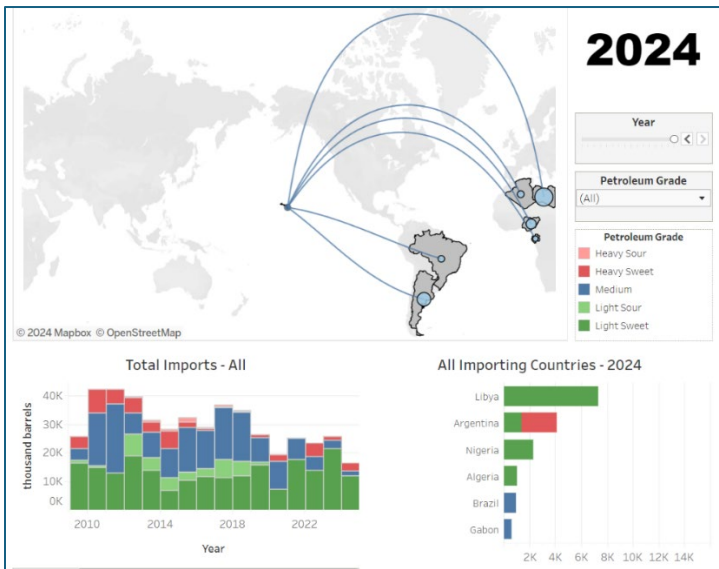 2024
Year
Petroleum Grade
(All)
Petroleum Grade
Heavy Sour
Heavy Sweet
Medium
Light Sour
Light Sweet
© 2024 Mapbox © OpenStreetMap
Total Imports - All
thousand barrels
40K
30K
20K
10K
0K
2010
2014
2018
2022
Year
All Importing Countries - 2024
Libya
Argentina
Nigeria
Algeria
Brazil
Gabon
2K 4K 6K 8K 10K 12K 14K